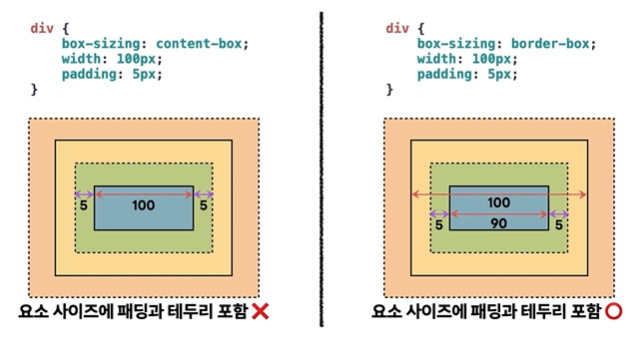 div {
box-sizing: content-box;
width: 100px;
padding: 5px;
}
5
100
5
요소 사이즈에 패딩과 테두리 포함 ❌
div {
box-sizing: border-box;
width: 100px;
padding: 5px;
}
100
5
90
5
요소 사이즈에 패딩과 테두리 포함 ⭕